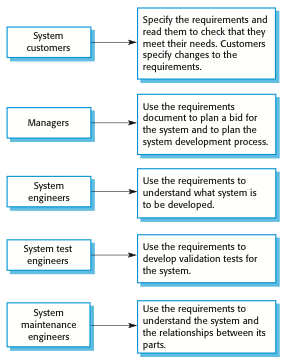 System
customers
Specify the requirements and
read them to check that they
meet their needs. Customers
specify changes to the
requirements.
Managers
Use the requirements
document to plan a bid for
the system and to plan the
system development process.
System
engineers
Use the requirements to
understand what system is
to be developed.
System test
engineers
Use the requirements to
develop validation tests for
the system.
System
maintenance
engineers
Use the requirements to
understand the system and
the relationships between its
parts.